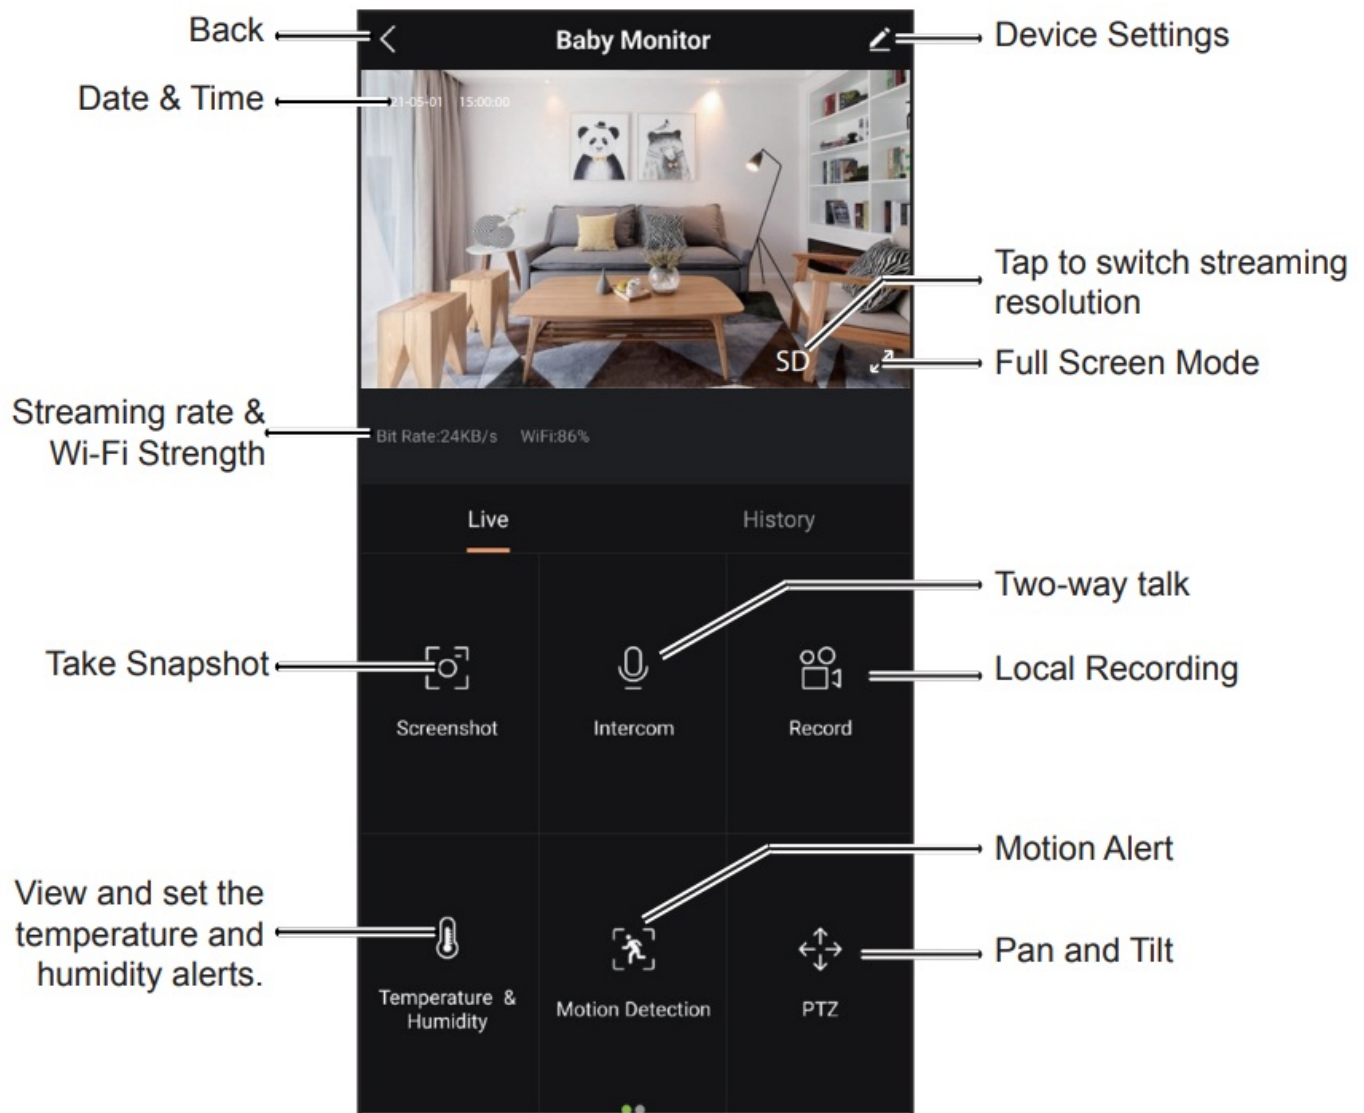 Back
Baby Monitor
Device Settings
Date & Time
21-05-01 15:00:00
Tap to switch streaming
resolution
SD
Full Screen Mode
Streaming rate &
Wi-Fi Strength
Bit Rate:24KB/s WiFi:86%
Live
History
Two-way talk
Take Snapshot
Local Recording
Screenshot
Intercom
Record
Motion Alert
View and set the
temperature and
humidity alerts.
Pan and Tilt
Temperature &
Humidity
Motion Detection
PTZ